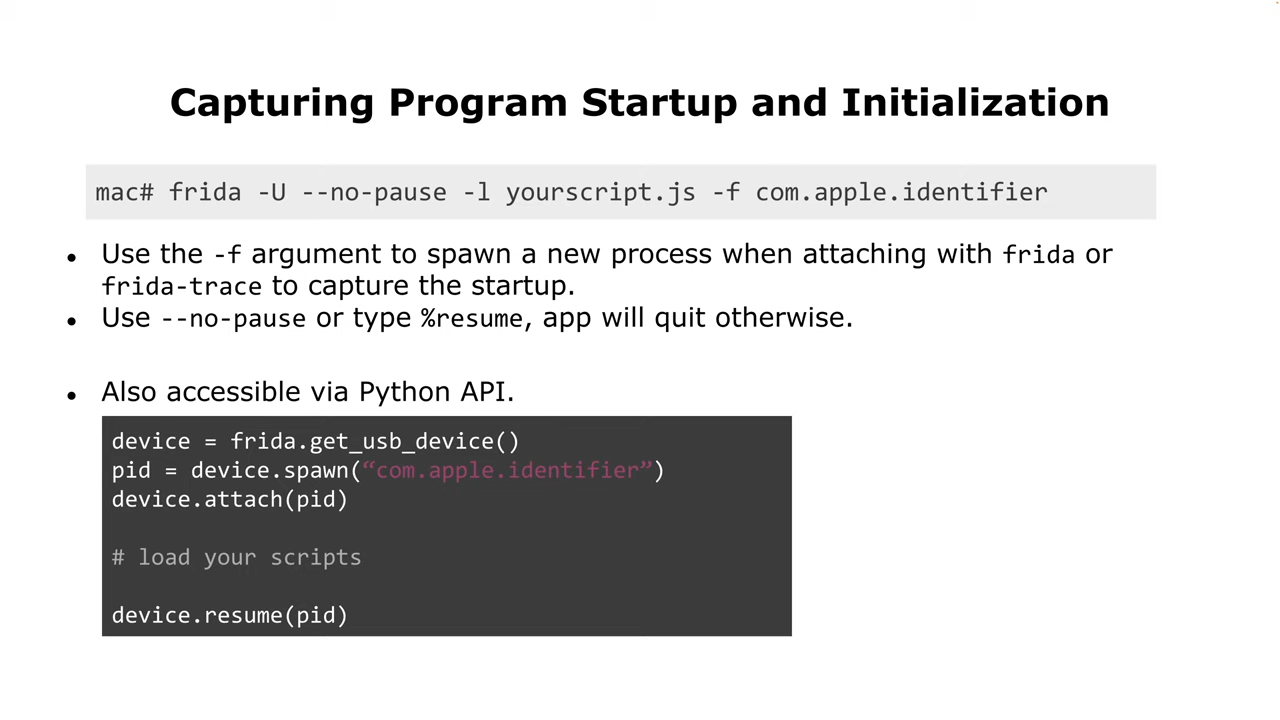 Capturing Program Startup and Initialization
mac# frida -U --no-pause -l yourscript.js -f com.apple.identifier
• Use the -f argument to spawn a new process when attaching with frida or
frida-trace to capture the startup.
• Use --no-pause or type %resume, app will quit otherwise.
• Also accessible via Python API.
device = frida.get_usb_device()
pid = device.spawn(“com.apple.identifier”)
device.attach(pid)
# load your scripts
device.resume(pid)